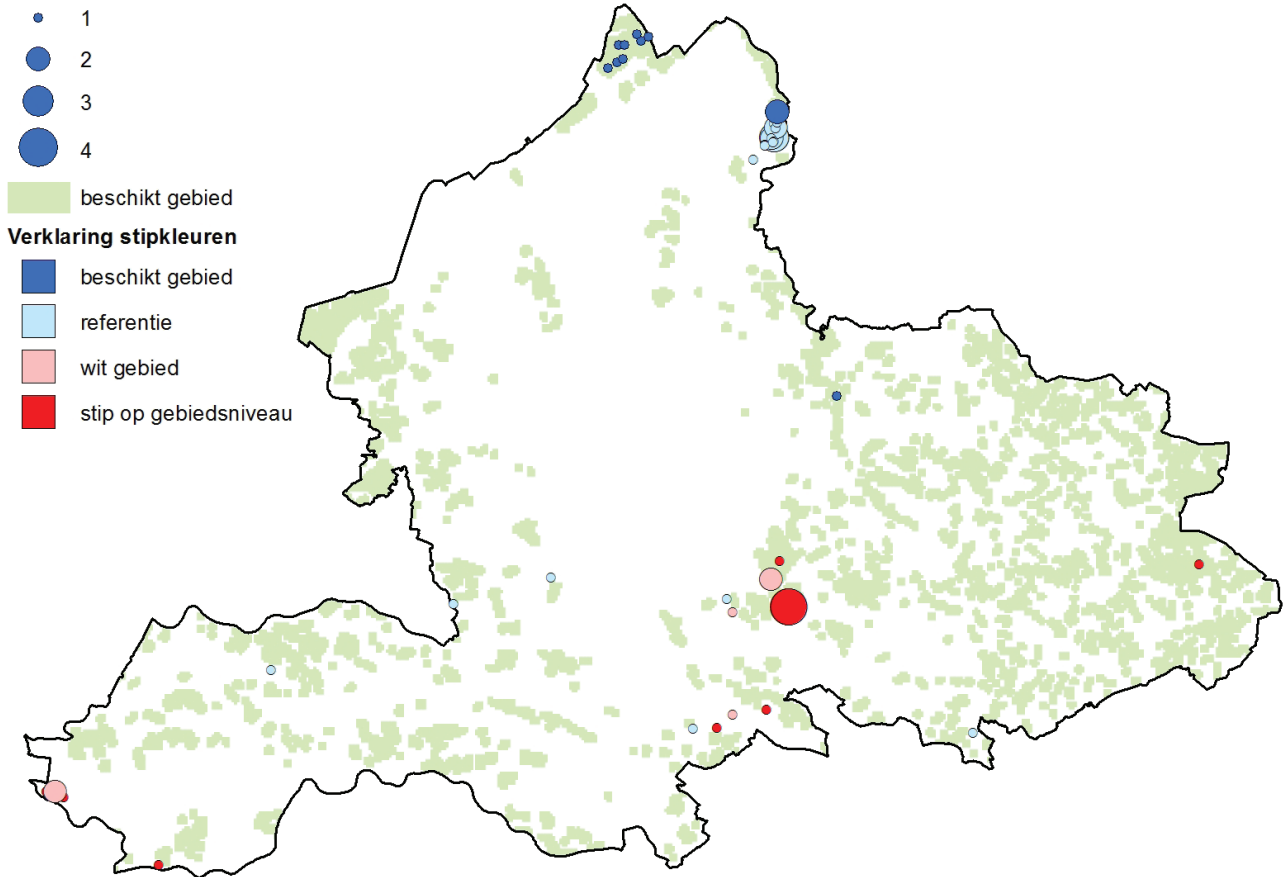 1
2
3
4
beschikt gebied
Verklaring stipkleuren
beschikt gebied
referentie
wit gebied
stip op gebiedsniveau